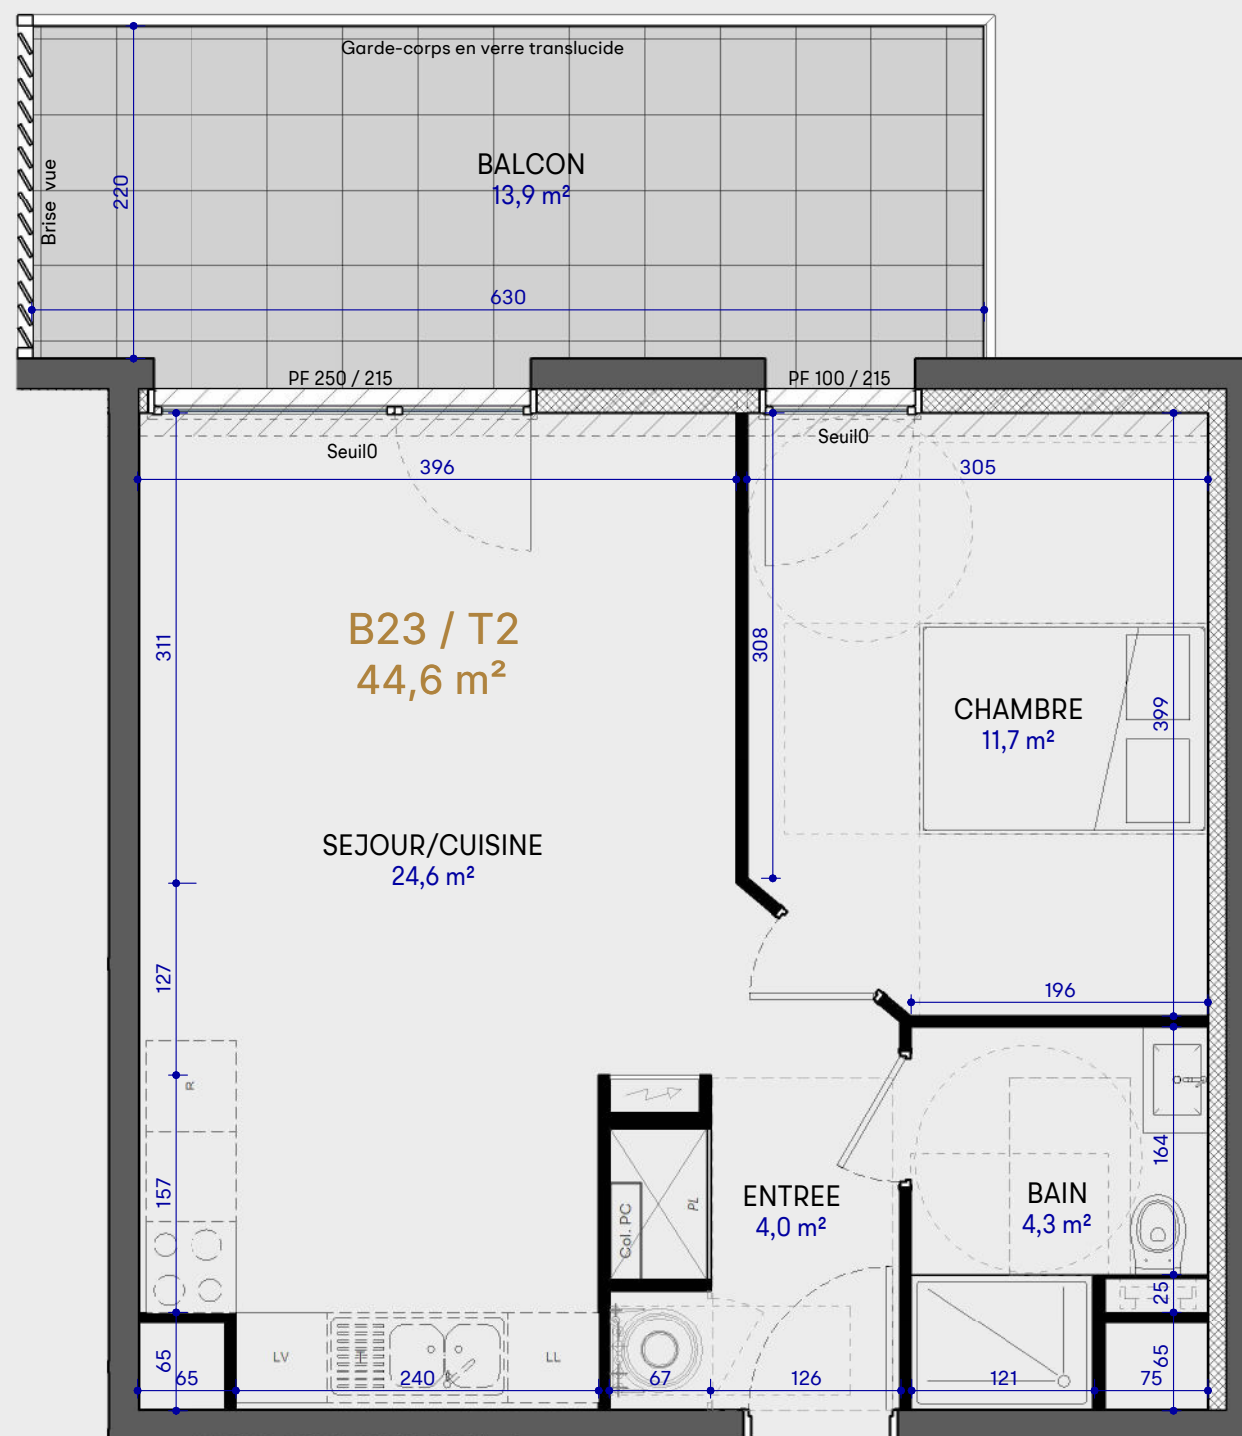 Garde-corps en verre translucide
BALCON
13,9 m²
220
Brise vue
630
PF 250 / 215
PF 100 / 215
Seuil0
Seuil0
396
305
B23 / T2
44,6 m²
311
308
CHAMBRE
11,7 m²
399
SEJOUR/CUISINE
24,6 m²
127
196
R
157
164
PL
Col. PC
ENTREE
4,0 m²
BAIN
4,3 m²
25
LV
LL
65
65
65
240
67
126
121
75